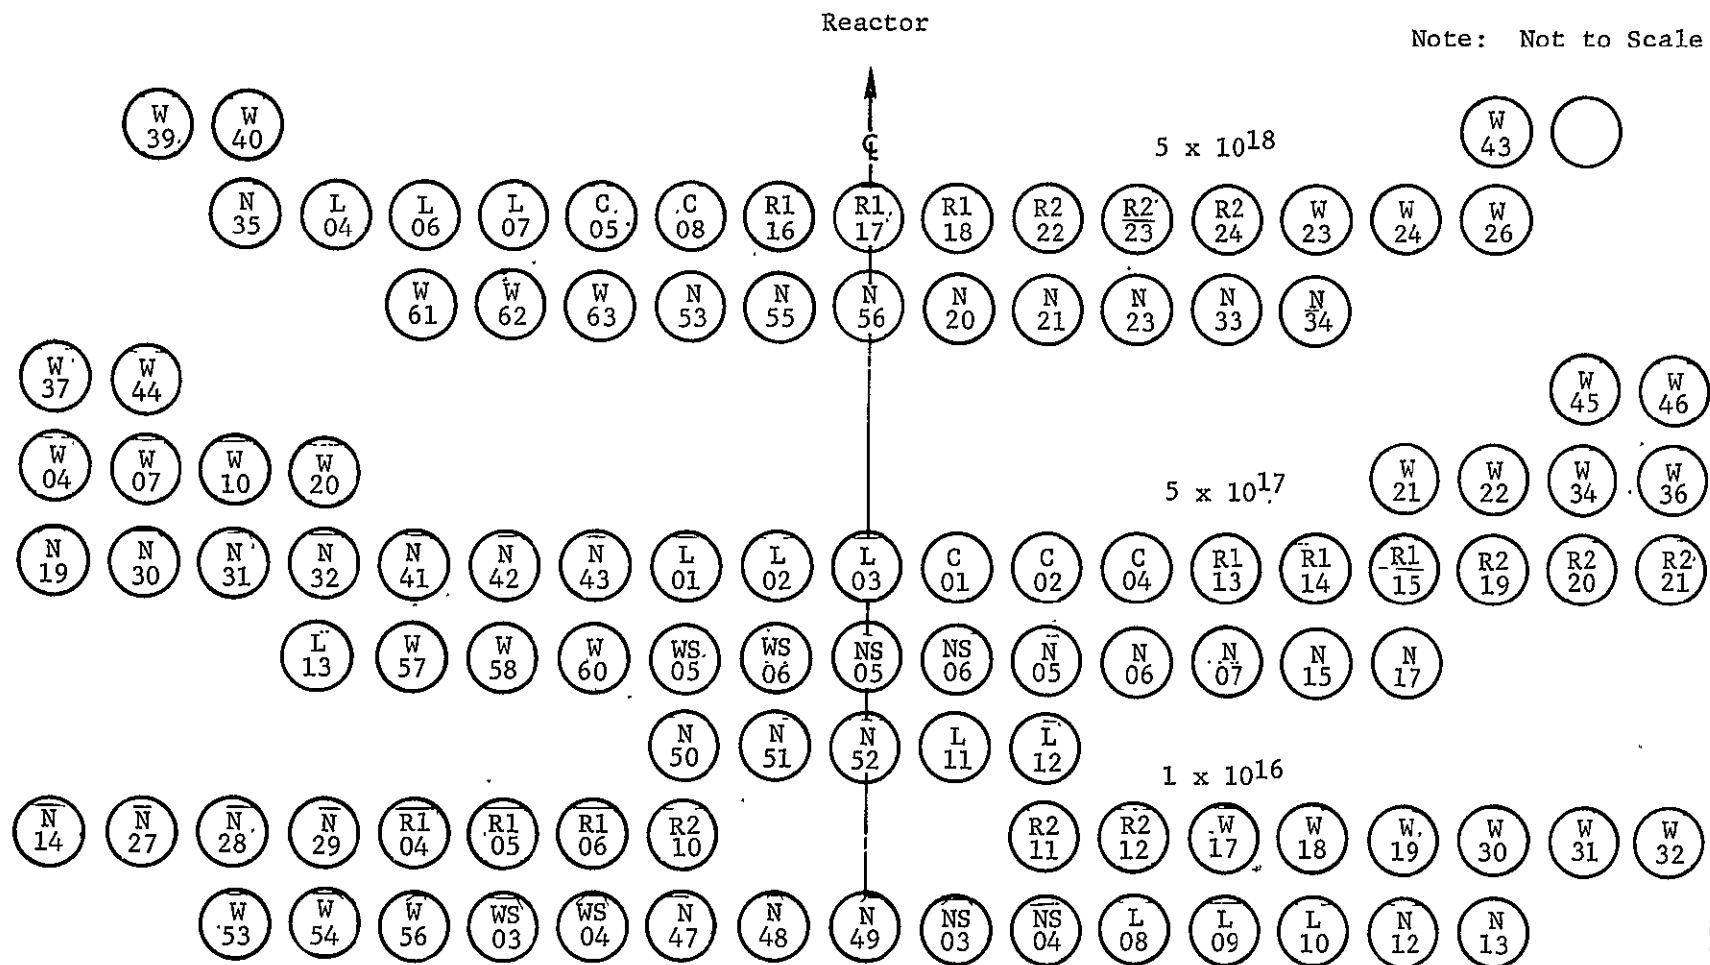 Reactor
Note: Not to Scale
W W W
39 40 43
℄
5 x 10^18
N L L L C C R1 R1 R1 R2 R2 R2 W W W
35 04 06 07 05 08 16 17 18 22 23 24 23 24 26
W W W N N N N N N N N
61 62 63 53 55 56 20 21 23 33 34
W W W W
37 44 45 46
W W W W W W W W
04 07 10 20 21 22 34 36
5 x 10^17
N N N N N N N L L L C C C R1 R1 R1 R2 R2 R2
19 30 31 32 41 42 43 01 02 03 01 02 04 13 14 15 19 20 21
L W W W WS WS NS NS N N N N N
13 57 58 60 05 06 05 06 05 06 07 15 17
N N N L L
50 51 52 11 12
1 x 10^16
N N N N R1 R1 R1 R2 R2 R2 W W W W W W
14 27 28 29 04 05 06 10 11 12 17 18 19 30 31 32
W W W WS WS N N N NS NS L L L N N
53 54 56 03 04 47 48 49 03 04 08 09 10 12 13